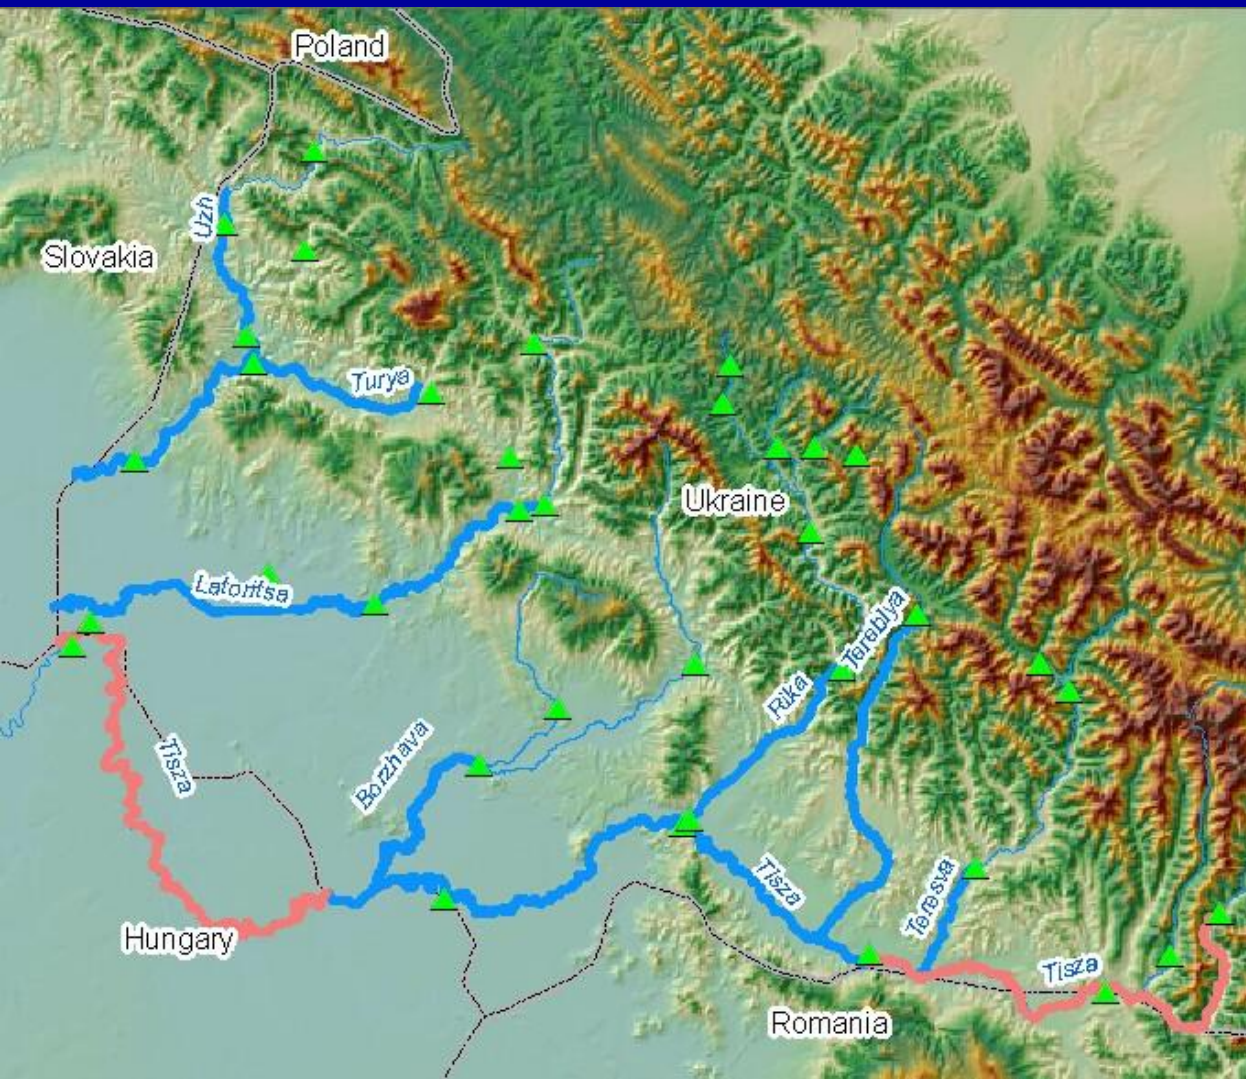 Poland
Uzh
Slovakia
Turya
Ukraine
Latoritsa
Tereblya
Rika
Borzhava
Tisza
Tisza
Teresva
Hungary
Tisza
Romania